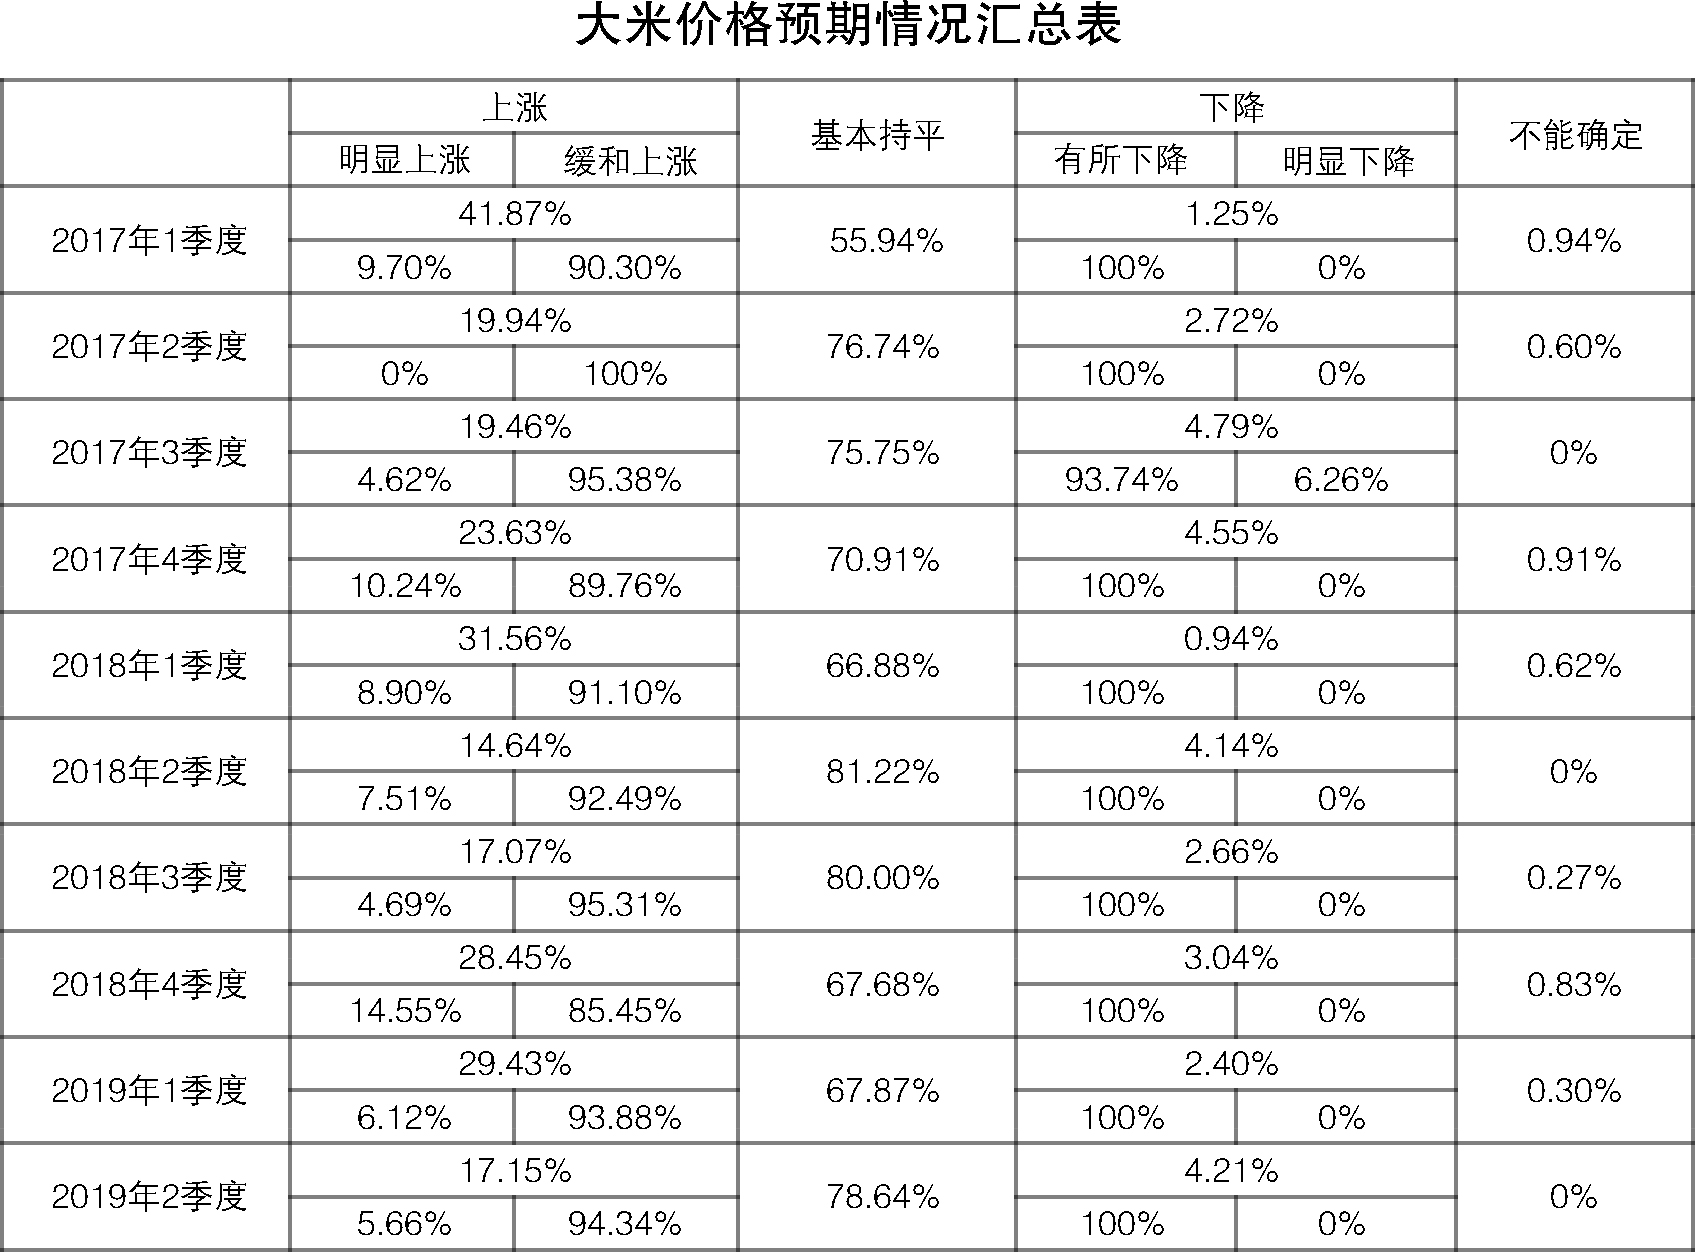 大米价格预期情况汇总表
上涨 基本持平 下降 不能确定
明显上涨 缓和上涨 有所下降 明显下降
2017年1季度 41.87% 55.94% 1.25% 0.94%
9.70% 90.30% 100% 0%
2017年2季度 19.94% 76.74% 2.72% 0.60%
0% 100% 100% 0%
2017年3季度 19.46% 75.75% 4.79% 0%
4.62% 95.38% 93.74% 6.26%
2017年4季度 23.63% 70.91% 4.55% 0.91%
10.24% 89.76% 100% 0%
2018年1季度 31.56% 66.88% 0.94% 0.62%
8.90% 91.10% 100% 0%
2018年2季度 14.64% 81.22% 4.14% 0%
7.51% 92.49% 100% 0%
2018年3季度 17.07% 80.00% 2.66% 0.27%
4.69% 95.31% 100% 0%
2018年4季度 28.45% 67.68% 3.04% 0.83%
14.55% 85.45% 100% 0%
2019年1季度 29.43% 67.87% 2.40% 0.30%
6.12% 93.88% 100% 0%
2019年2季度 17.15% 78.64% 4.21% 0%
5.66% 94.34% 100% 0%